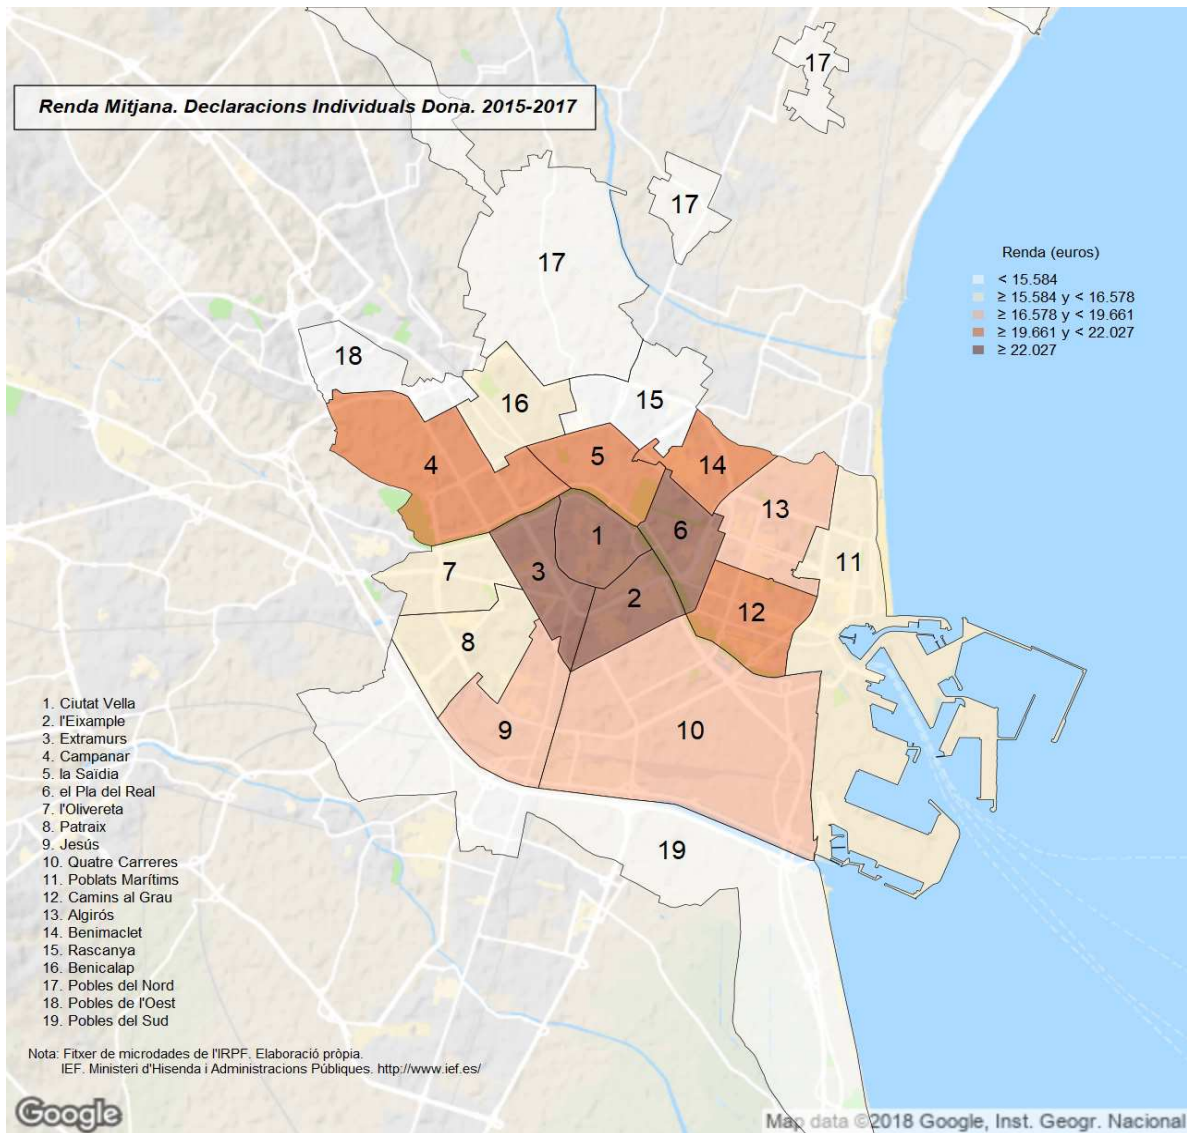 17
Renda Mitjana. Declaracions Individuals Dona. 2015-2017
17
17
Renda (euros)
< 15.584
≥ 15.584 y < 16.578
≥ 16.578 y < 19.661
≥ 19.661 y < 22.027
≥ 22.027
18
16
15
4
5
14
13
6
1
3
7
11
2
12
8
9
10
19
1. Ciutat Vella
2. l'Eixample
3. Extramurs
4. Campanar
5. la Saïdia
6. el Pla del Real
7. l'Olivereta
8. Patraix
9. Jesús
10. Quatre Carreres
11. Poblats Marítims
12. Camins al Grau
13. Algirós
14. Benimaclet
15. Rascanya
16. Benicalap
17. Pobles del Nord
18. Pobles de l'Oest
19. Pobles del Sud
Nota: Fitxer de microdades de l'IRPF. Elaboració pròpia.
IEF. Ministeri d'Hisenda i Administracions Públiques. http://www.ief.es/
Google
Map data ©2018 Google, Inst. Geogr. Nacional